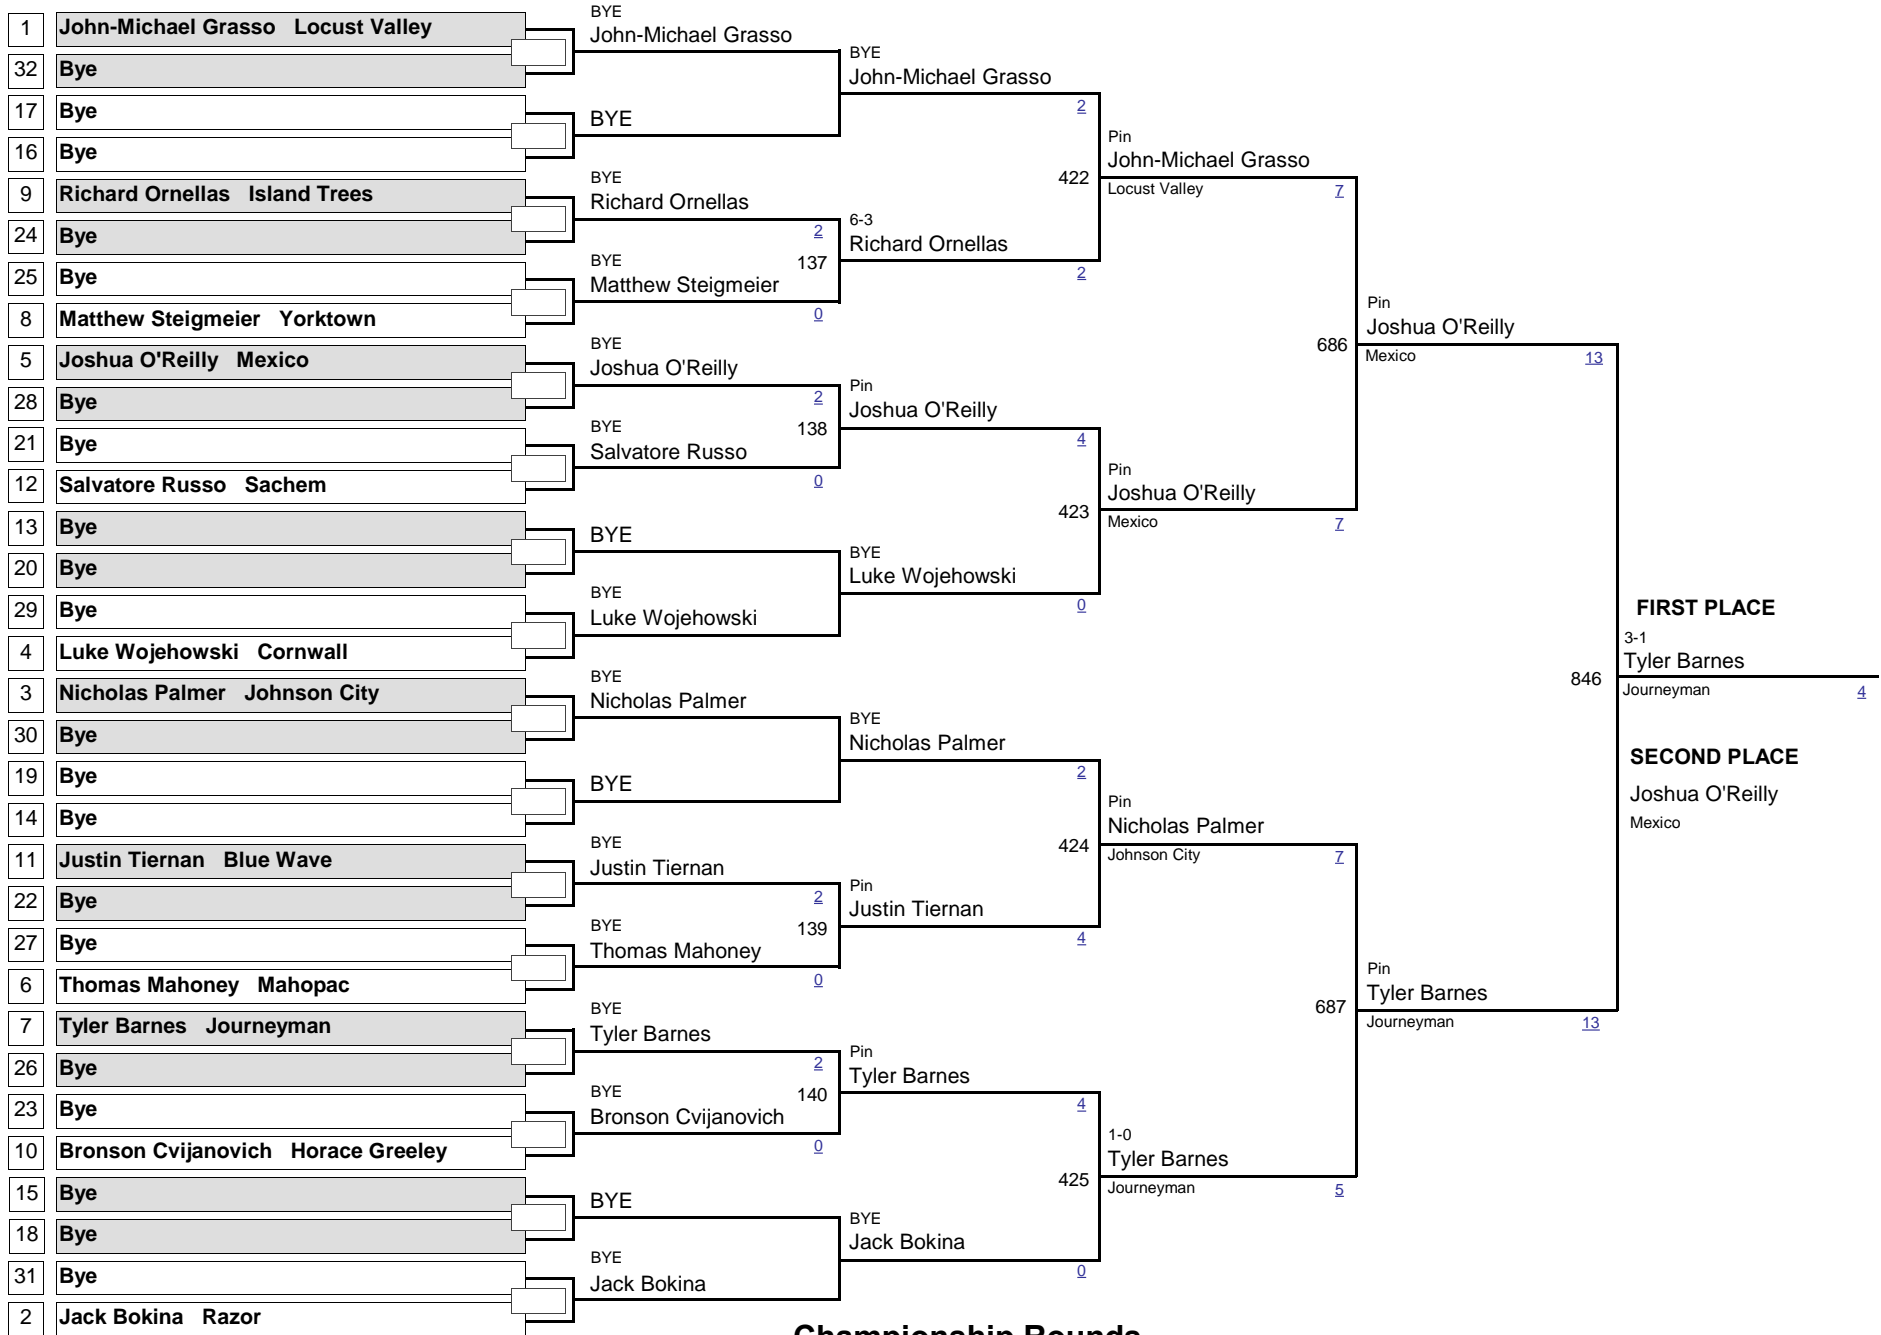 1 John-Michael Grasso Locust Valley
32 Bye
17 Bye
16 Bye
9 Richard Ornellas Island Trees
24 Bye
25 Bye
8 Matthew Steigmeier Yorktown
5 Joshua O'Reilly Mexico
28 Bye
21 Bye
12 Salvatore Russo Sachem
13 Bye
20 Bye
29 Bye
4 Luke Wojehowski Cornwall
3 Nicholas Palmer Johnson City
30 Bye
19 Bye
14 Bye
11 Justin Tiernan Blue Wave
22 Bye
27 Bye
6 Thomas Mahoney Mahopac
7 Tyler Barnes Journeyman
26 Bye
23 Bye
10 Bronson Cvijanovich Horace Greeley
15 Bye
18 Bye
31 Bye
2 Jack Bokina Razor
BYE
John-Michael Grasso
BYE
BYE
Richard Ornellas
2
BYE 137
Matthew Steigmeier
0
BYE
Joshua O'Reilly
2
BYE 138
Salvatore Russo
0
BYE
BYE
Luke Wojehowski
BYE
Nicholas Palmer
BYE
BYE
Justin Tiernan
2
BYE 139
Thomas Mahoney
0
BYE
Tyler Barnes
2
BYE 140
Bronson Cvijanovich
0
BYE
BYE
Jack Bokina
BYE
John-Michael Grasso
2
422
6-3
Richard Ornellas
2
Pin
Joshua O'Reilly
4
423
BYE
Luke Wojehowski
0
BYE
Nicholas Palmer
2
424
Pin
Justin Tiernan
4
Pin
Tyler Barnes
4
425
BYE
Jack Bokina
0
Pin
John-Michael Grasso
Locust Valley 7
686
Pin
Joshua O'Reilly
Mexico 7
Pin
Nicholas Palmer
Johnson City 7
687
1-0
Tyler Barnes
Journeyman 5
Pin
Joshua O'Reilly
Mexico 13
846
Pin
Tyler Barnes
Journeyman 13
FIRST PLACE
3-1
Tyler Barnes
Journeyman 4
SECOND PLACE
Joshua O'Reilly
Mexico
Championship Rounds